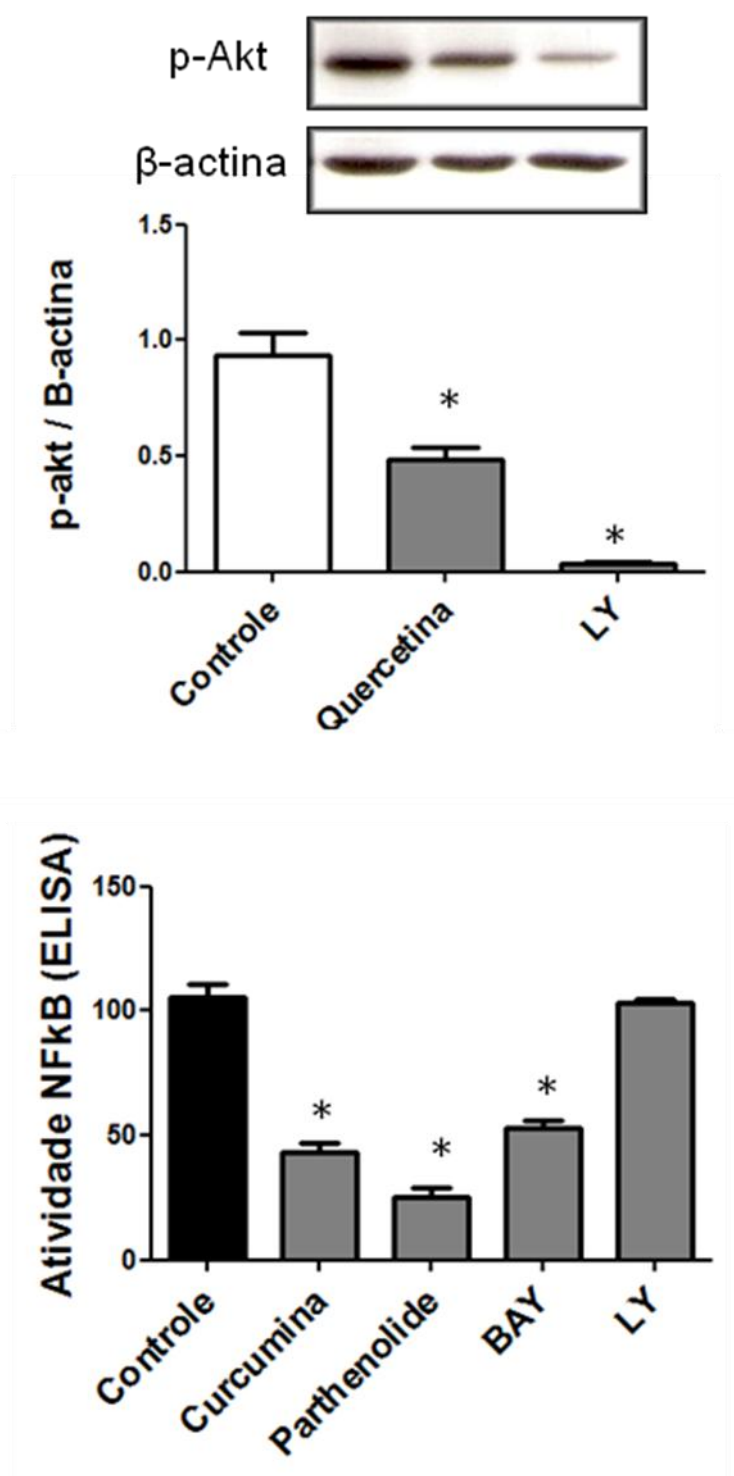 p-Akt
β-actina
p-akt / B-actina
1.5
1.0
0.5
0.0
*
*
Controle
Quercetina
LY
Atividade NFkB (ELISA)
150
100
50
0
*
*
*
Controle
Curcumina
Parthenolide
BAY
LY